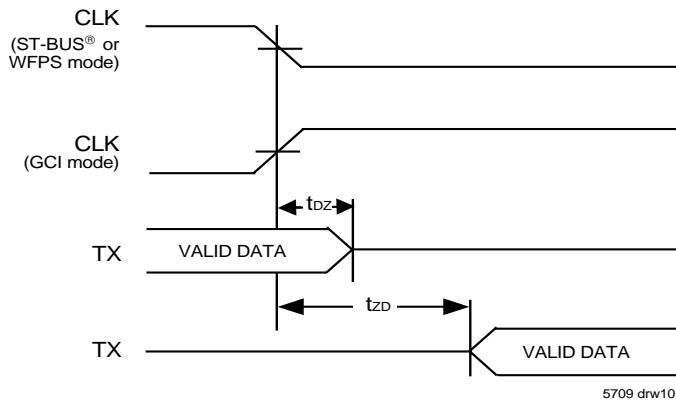 CLK
(ST-BUS® or
WFPS mode)
CLK
(GCI mode)
tDZ
TX
VALID DATA
tZD
TX
VALID DATA
5709 drw10